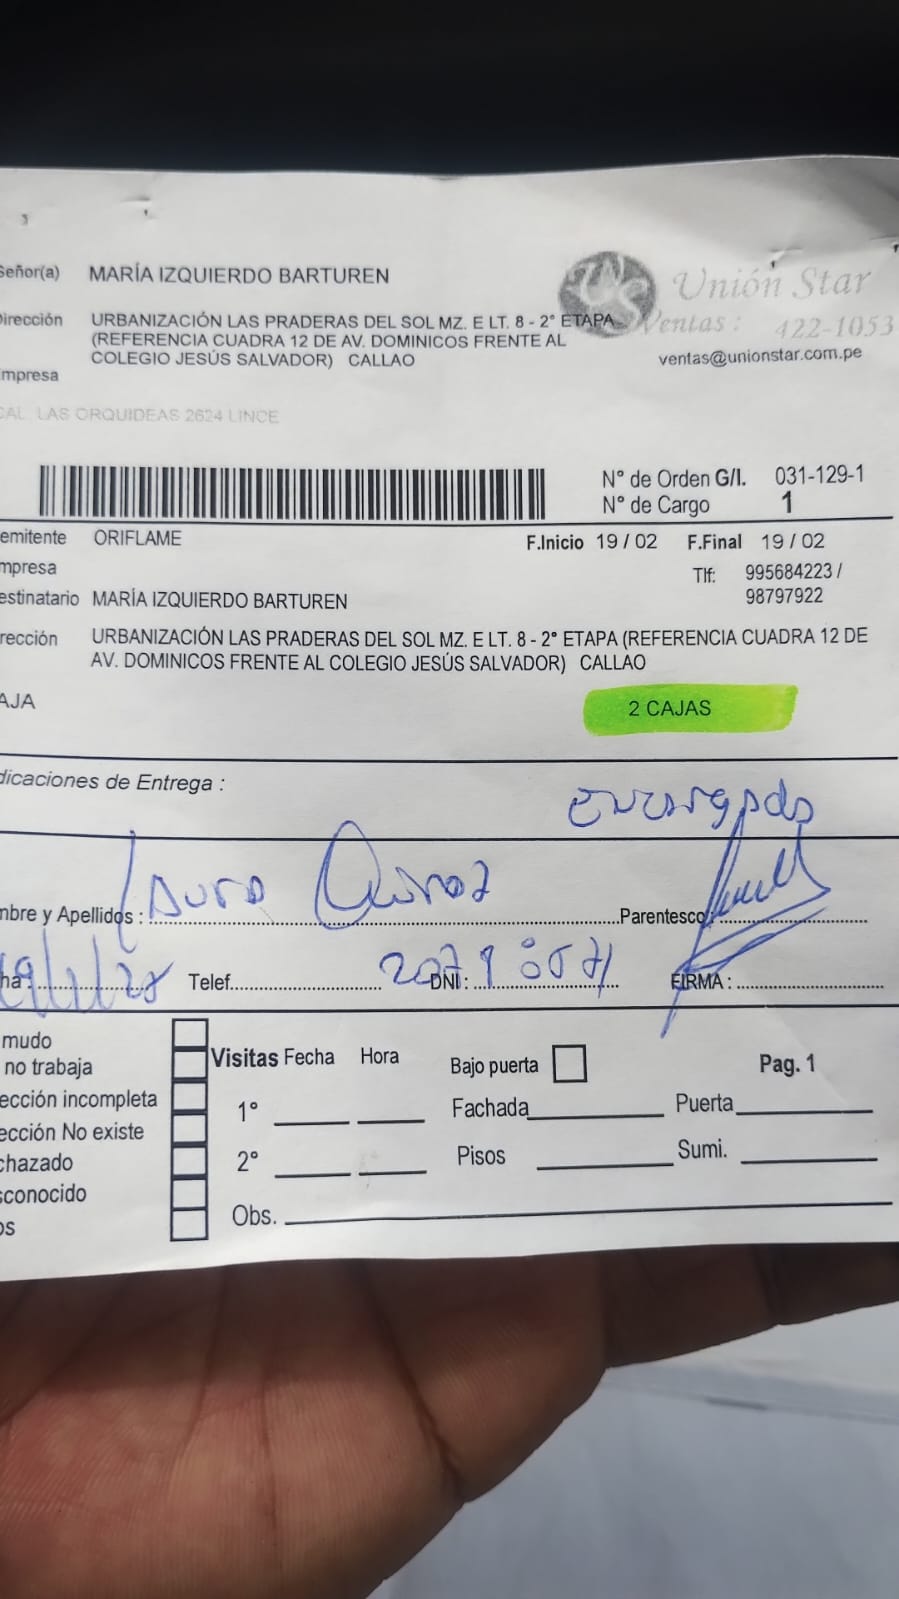 Señor(a) MARÍA IZQUIERDO BARTUREN
Unión Star
Dirección URBANIZACIÓN LAS PRADERAS DEL SOL MZ. E LT. 8 - 2° ETAPA
(REFERENCIA CUADRA 12 DE AV. DOMINICOS FRENTE AL
COLEGIO JESÚS SALVADOR) CALLAO
Ventas : 422-1053
ventas@unionstar.com.pe
mpresa
CAL. LAS ORQUIDEAS 2624 LINCE
N° de Orden G/I. 031-129-1
N° de Cargo 1
emitente ORIFLAME
F.Inicio 19 / 02 F.Final 19 / 02
mpresa
Tlf: 995684223 /
98797922
estinatario MARÍA IZQUIERDO BARTUREN
rección URBANIZACIÓN LAS PRADERAS DEL SOL MZ. E LT. 8 - 2° ETAPA (REFERENCIA CUADRA 12 DE
AV. DOMINICOS FRENTE AL COLEGIO JESÚS SALVADOR) CALLAO
AJA
2 CAJAS
dicaciones de Entrega :
mbre y Apellidos : Laura Parentesco:
ha: Telef. DNI : FIRMA :
mudo
no trabaja
ección incompleta
ección No existe
chazado
sconocido
os
Visitas Fecha Hora
1°
2°
Obs.
Bajo puerta
Pag. 1
Fachada Puerta
Pisos Sumi.